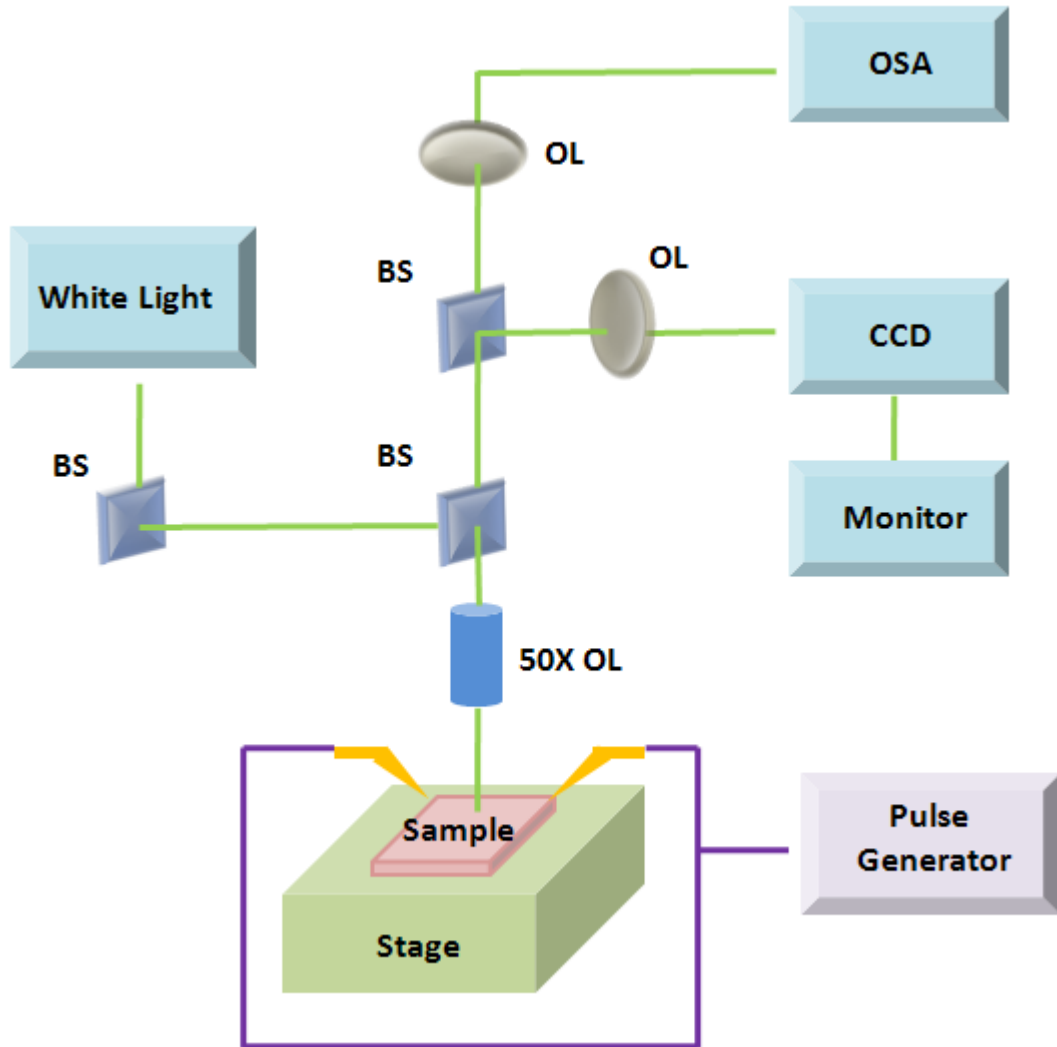 OSA
OL
OL
BS
White Light
CCD
BS
BS
Monitor
50X OL
Sample
Pulse
Generator
Stage